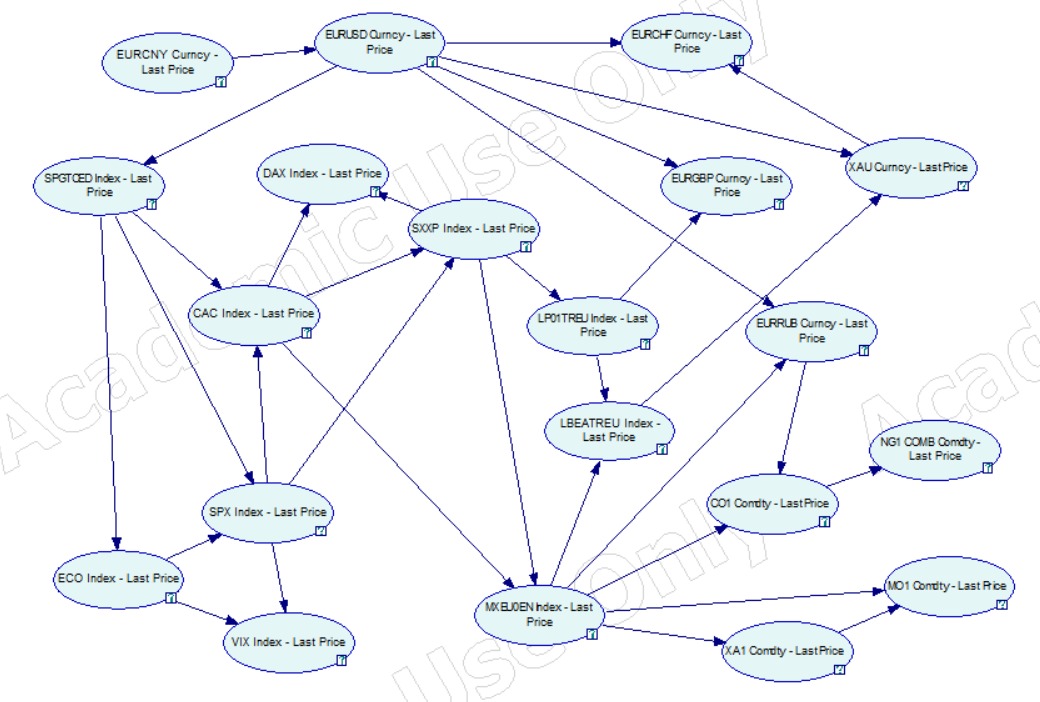 EURUSD Curncy - Last
Price
EURCHF Curncy - Last
Price
EURCNY Curncy -
Last Price
SPGTCED Index - Last
Price
DAX Index - Last Price
EURGBP Curncy - Last
Price
XAU Curncy - Last Price
SXXP Index - Last Price
CAC Index - Last Price
LP01TREU Index - Last
Price
EURRUB Curncy - Last
Price
LBEATREU Index -
Last Price
NG1 COMB Comdty -
Last Price
SPX Index - Last Price
CO1 Comdty - Last Price
ECO Index - Last Price
MXEU0EN Index - Last
Price
MO1 Comdty - Last Price
VIX Index - Last Price
XA1 Comdty - Last Price
Academic Use Only
Acad
Use Only